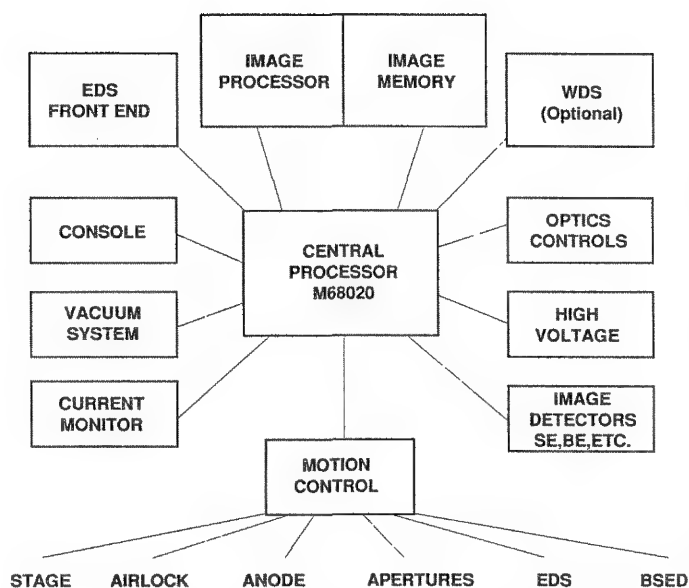 IMAGE
PROCESSOR
IMAGE
MEMORY
EDS
FRONT END
WDS
(Optional)
CONSOLE
CENTRAL
PROCESSOR
M68020
OPTICS
CONTROLS
VACUUM
SYSTEM
HIGH
VOLTAGE
CURRENT
MONITOR
IMAGE
DETECTORS
SE,BE,ETC.
MOTION
CONTROL
STAGE
AIRLOCK
ANODE
APERTURES
EDS
BSED